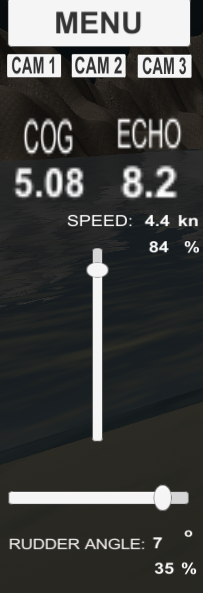 MENU
CAM 1 CAM 2 CAM 3
COG ECHO
5.08 8.2
SPEED: 4.4 kn
84 %
RUDDER ANGLE: 7 °
35 %